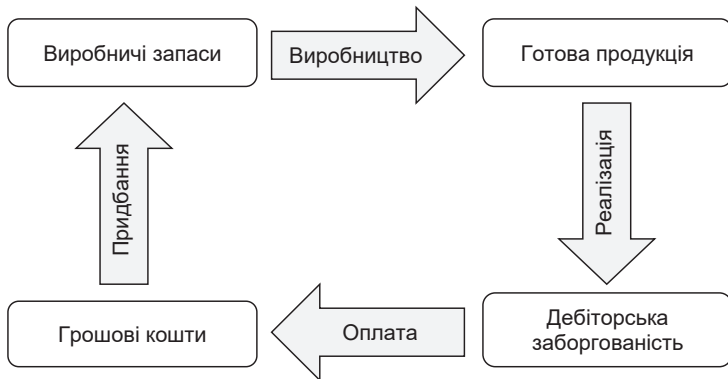 Виробничі запаси
Виробництво
Готова продукція
Придбання
Реалізація
Грошові кошти
Оплата
Дебіторська
заборгованість